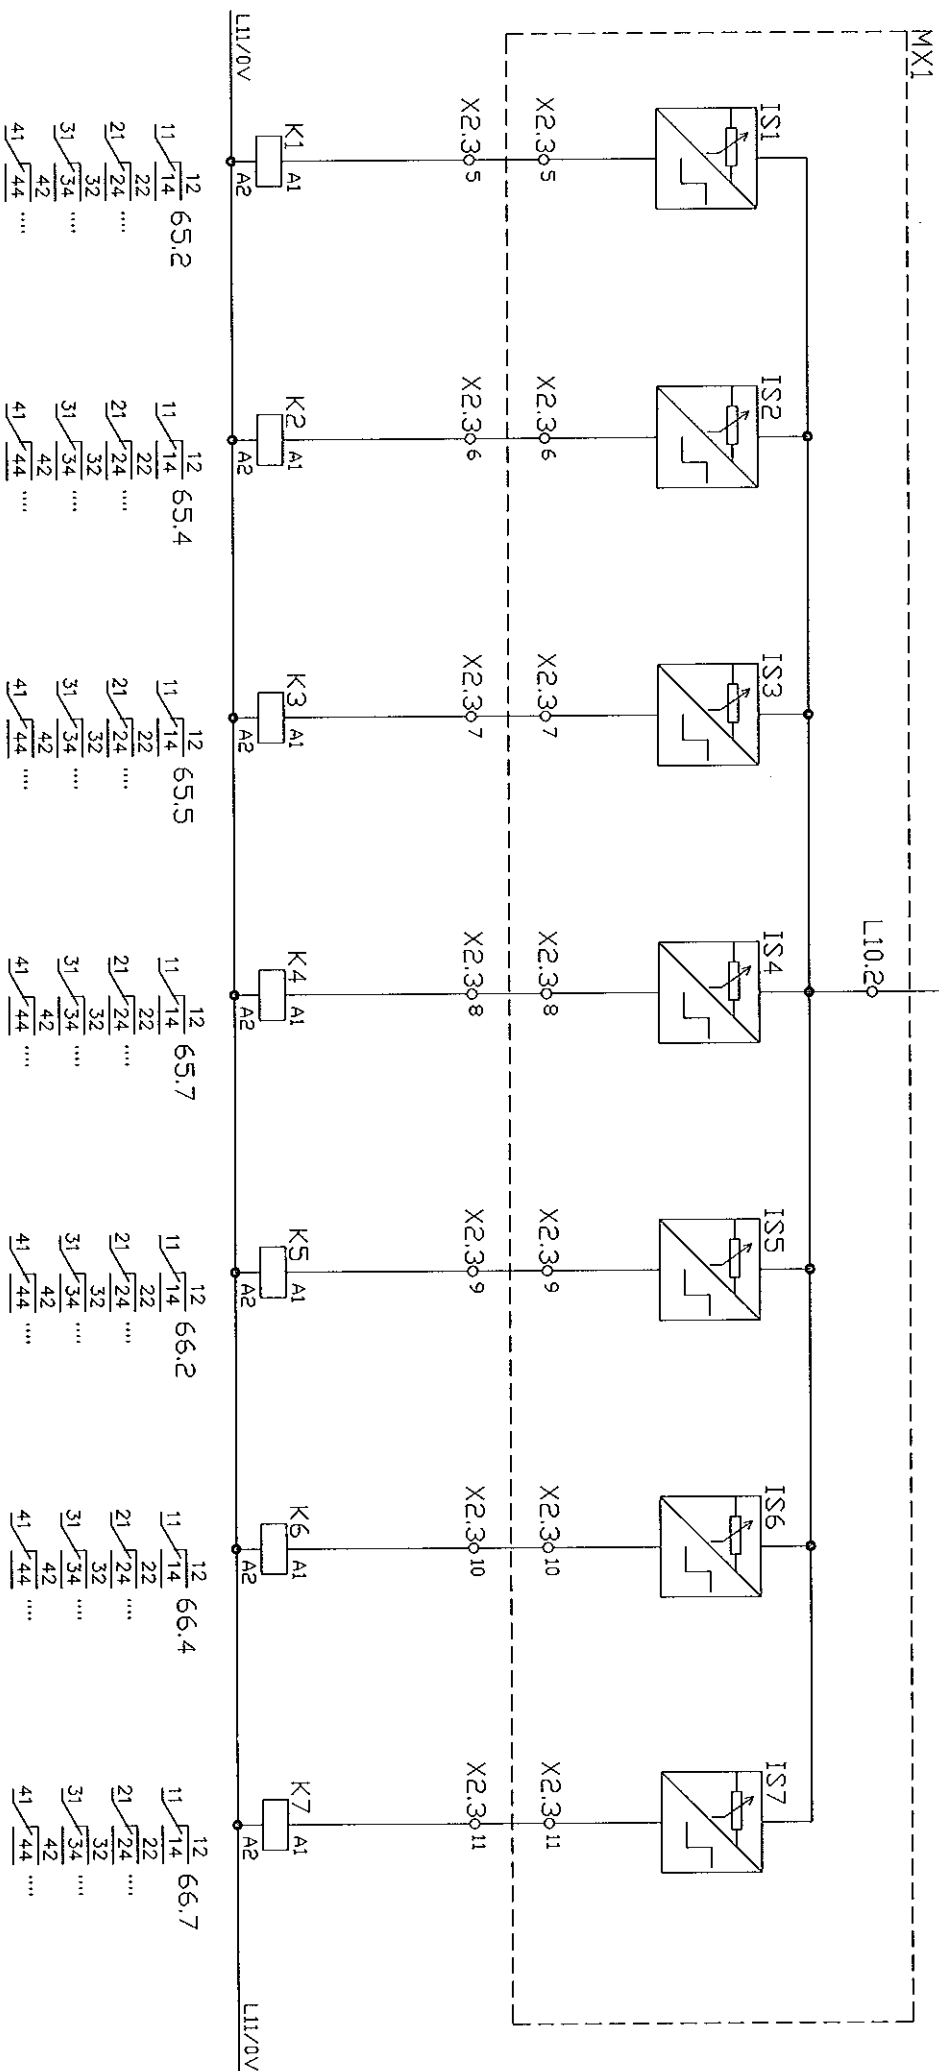 MX1
L10.2
IS1 IS2 IS3 IS4 IS5 IS6 IS7
X2.3 5 X2.3 6 X2.3 7 X2.3 8 X2.3 9 X2.3 10 X2.3 11
X2.3 5 X2.3 6 X2.3 7 X2.3 8 X2.3 9 X2.3 10 X2.3 11
K1 A1 K2 A1 K3 A1 K4 A1 K5 A1 K6 A1 K7 A1
L11/0V A2 A2 A2 A2 A2 A2 A2 L11/0V
12 12 12 12 12 12 12
11 14 65.2 11 14 65.4 11 14 65.5 11 14 65.7 11 14 66.2 11 14 66.4 11 14 66.7
22 22 22 22 22 22 22
21 24 .... 21 24 .... 21 24 .... 21 24 .... 21 24 .... 21 24 .... 21 24 ....
32 32 32 32 32 32 32
31 34 .... 31 34 .... 31 34 .... 31 34 .... 31 34 .... 31 34 .... 31 34 ....
42 42 42 42 42 42 42
41 44 .... 41 44 .... 41 44 .... 41 44 .... 41 44 .... 41 44 .... 41 44 ....